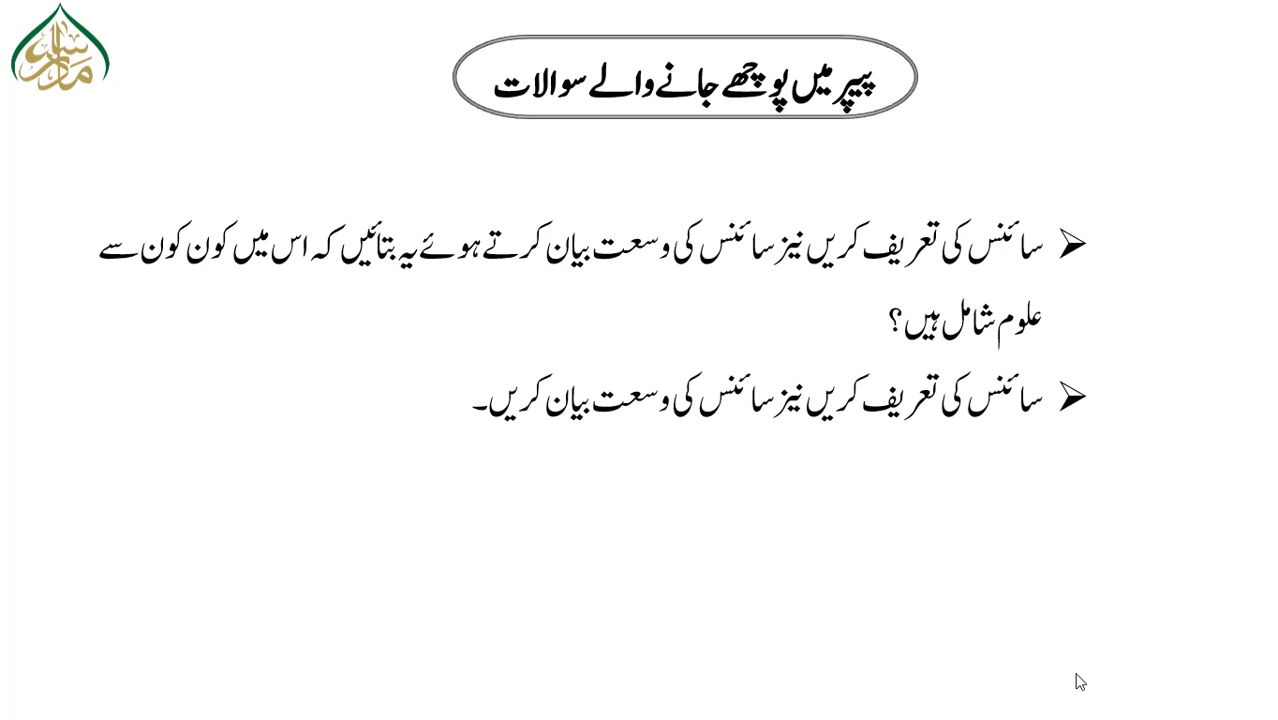 پیپر میں پوچھے جانے والے سوالات
سائنس کی تعریف کریں نیز سائنس کی وسعت بیان کرتے ہوئے یہ بتائیں کہ اس میں کون کون سے
علوم شامل ہیں؟
سائنس کی تعریف کریں نیز سائنس کی وسعت بیان کریں۔